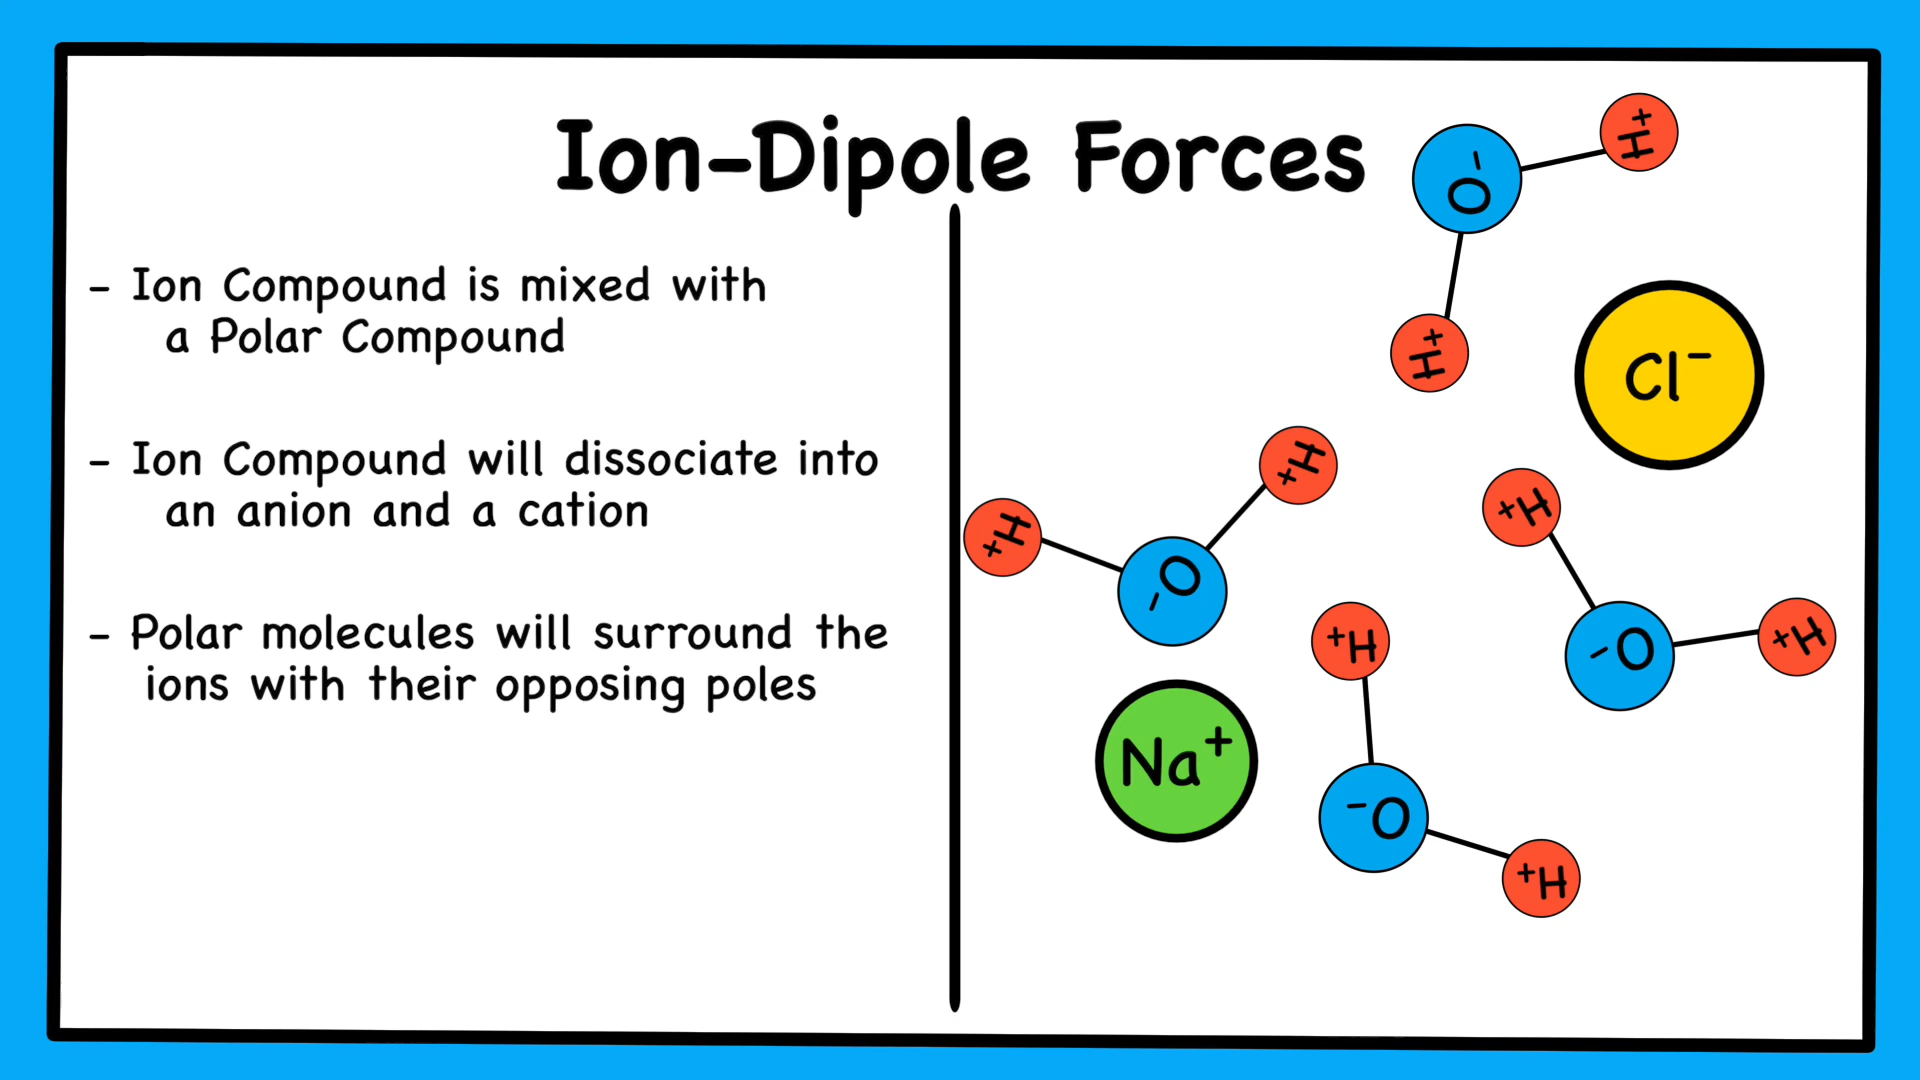 Ion-Dipole Forces
- Ion Compound is mixed with
a Polar Compound
- Ion Compound will dissociate into
an anion and a cation
- Polar molecules will surround the
ions with their opposing poles
H+
O-
H+
Cl-
H+
H+
O-
+H
+H
-O
+H
-O
+H
Na+